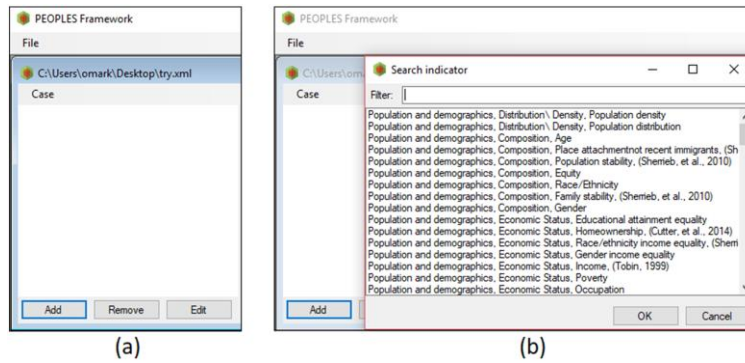 PEOPLES Framework
File
C:\Users\omark\Desktop\try.xml
Case
Add
Remove
Edit
(a)
PEOPLES Framework
File
C:\Users\om
Case
Add
Search indicator
Filter:
Population and demographics, Distribution\ Density, Population density
Population and demographics, Distribution\ Density, Population distribution
Population and demographics, Composition, Age
Population and demographics, Composition, Place attachmentnot recent immigrants, (Sh
Population and demographics, Composition, Population stability, (Sherrieb, et al., 2010)
Population and demographics, Composition, Equity
Population and demographics, Composition, Race/Ethnicity
Population and demographics, Composition, Family stability, (Sherrieb, et al., 2010)
Population and demographics, Composition, Gender
Population and demographics, Economic Status, Educational attainment equality
Population and demographics, Economic Status, Homeownership, (Cutter, et al., 2014)
Population and demographics, Economic Status, Race/ethnicity income equality, (Sherri
Population and demographics, Economic Status, Gender income equality
Population and demographics, Economic Status, Income, (Tobin, 1999)
Population and demographics, Economic Status, Poverty
Population and demographics, Economic Status, Occupation
OK
Cancel
(b)